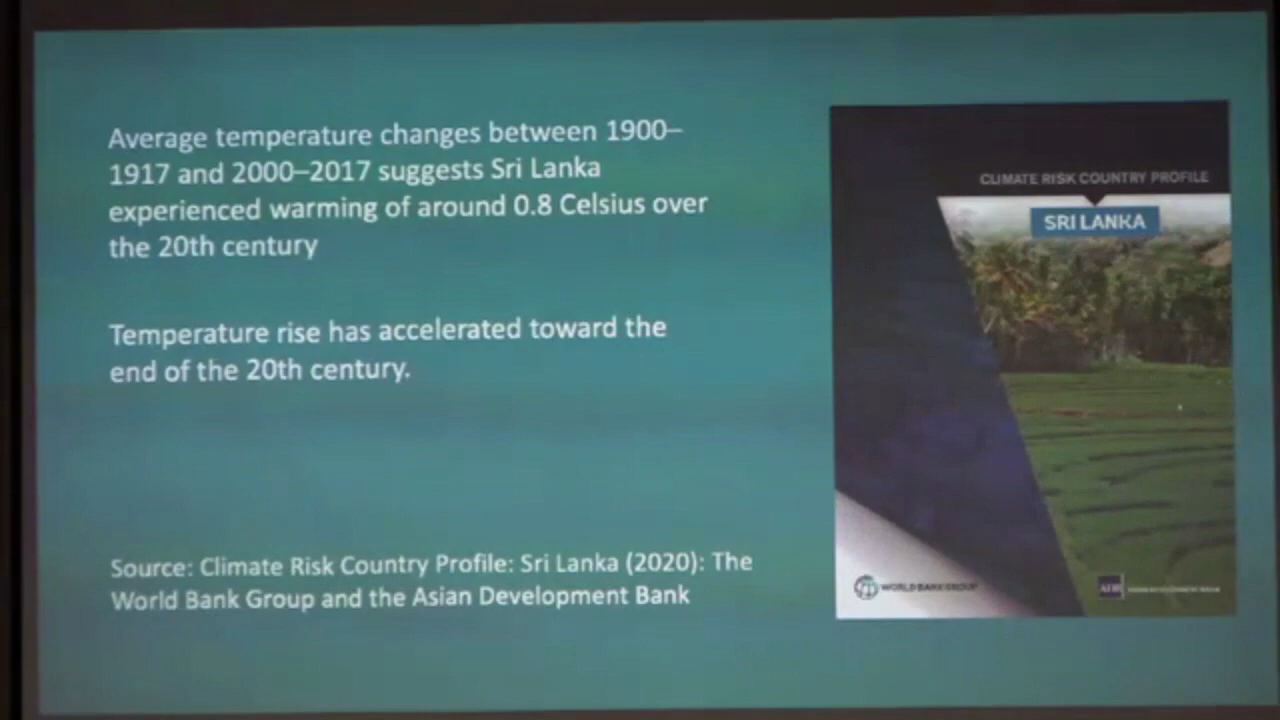 Average temperature changes between 1900–
1917 and 2000–2017 suggests Sri Lanka
experienced warming of around 0.8 Celsius over
the 20th century
Temperature rise has accelerated toward the
end of the 20th century.
Source: Climate Risk Country Profile: Sri Lanka (2020): The
World Bank Group and the Asian Development Bank
CLIMATE RISK COUNTRY PROFILE
SRI LANKA
WORLD BANK GROUP
ADB